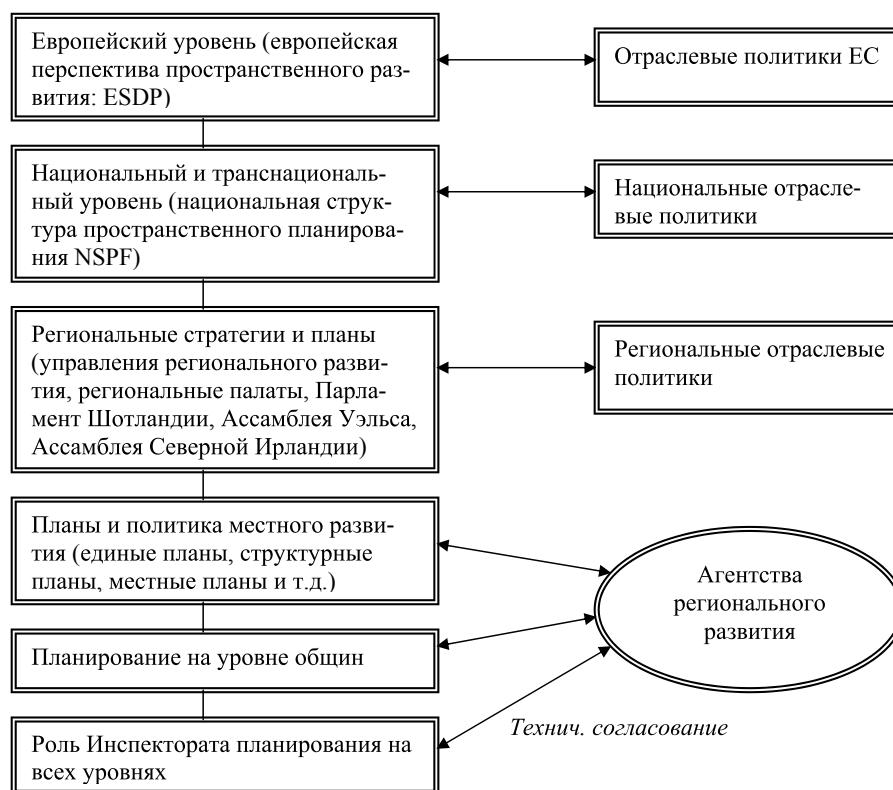 Европейский уровень (европейская
перспектива пространственного раз-
вития: ESDP)
Отраслевые политики ЕС
Национальный и транснациональ-
ный уровень (национальная струк-
тура пространственного планирова-
ния NSPF)
Национальные отрасле-
вые политики
Региональные стратегии и планы
(управления регионального разви-
тия, региональные палаты, Парла-
мент Шотландии, Ассамблея Уэльса,
Ассамблея Северной Ирландии)
Региональные отраслевые
политики
Планы и политика местного разви-
тия (единые планы, структурные
планы, местные планы и т.д.)
Агентства
регионального
развития
Планирование на уровне общин
Технич. согласование
Роль Инспектората планирования на
всех уровнях